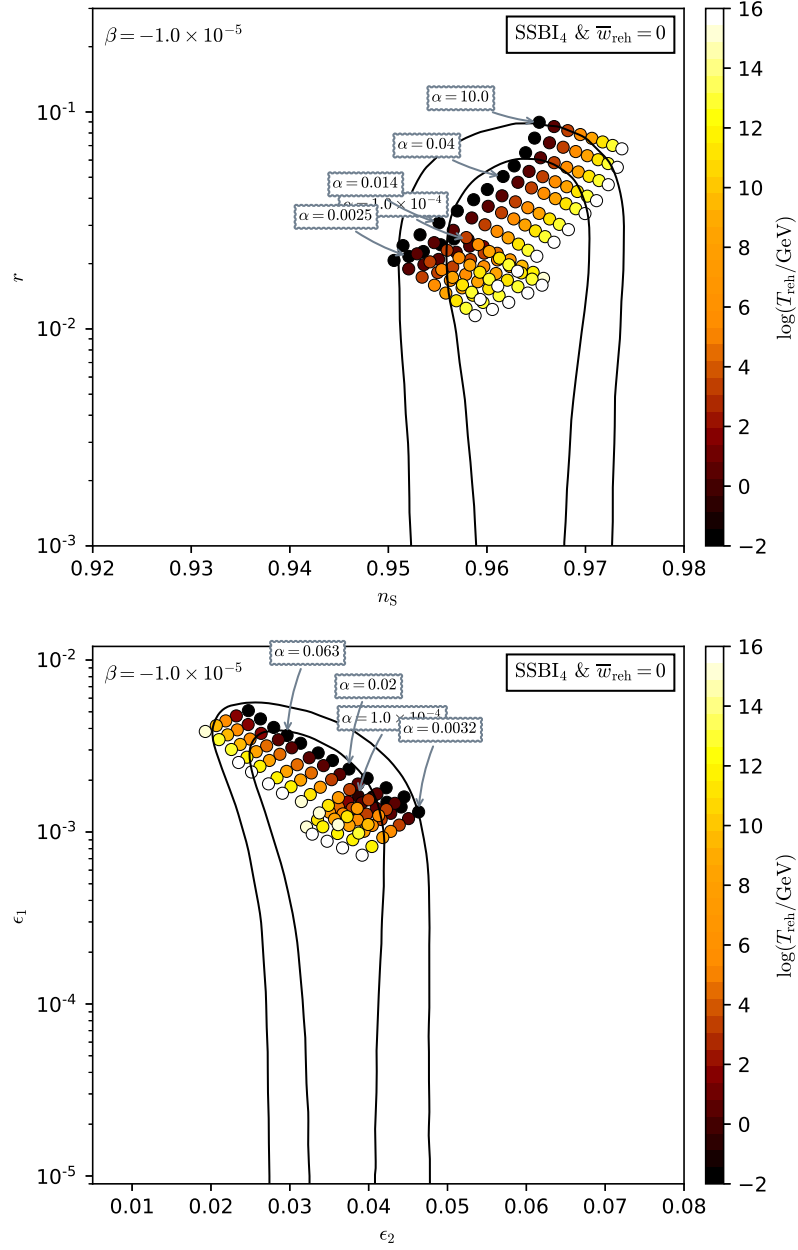 β = −1.0 × 10⁻⁵
SSBI₄ & w̅_reh = 0
α = 10.0
α = 0.04
α = 0.014
α = 1.0 × 10⁻⁴
α = 0.0025
10⁻¹
10⁻²
10⁻³
r
0.92 0.93 0.94 0.95 0.96 0.97 0.98
n_S
16
14
12
10
8
6
4
2
0
−2
log(T_reh/GeV)
β = −1.0 × 10⁻⁵
SSBI₄ & w̅_reh = 0
α = 0.063
α = 0.02
α = 1.0 × 10⁻⁴
α = 0.0032
10⁻²
10⁻³
10⁻⁴
10⁻⁵
ϵ₁
0.01 0.02 0.03 0.04 0.05 0.06 0.07 0.08
ϵ₂
16
14
12
10
8
6
4
2
0
−2
log(T_reh/GeV)